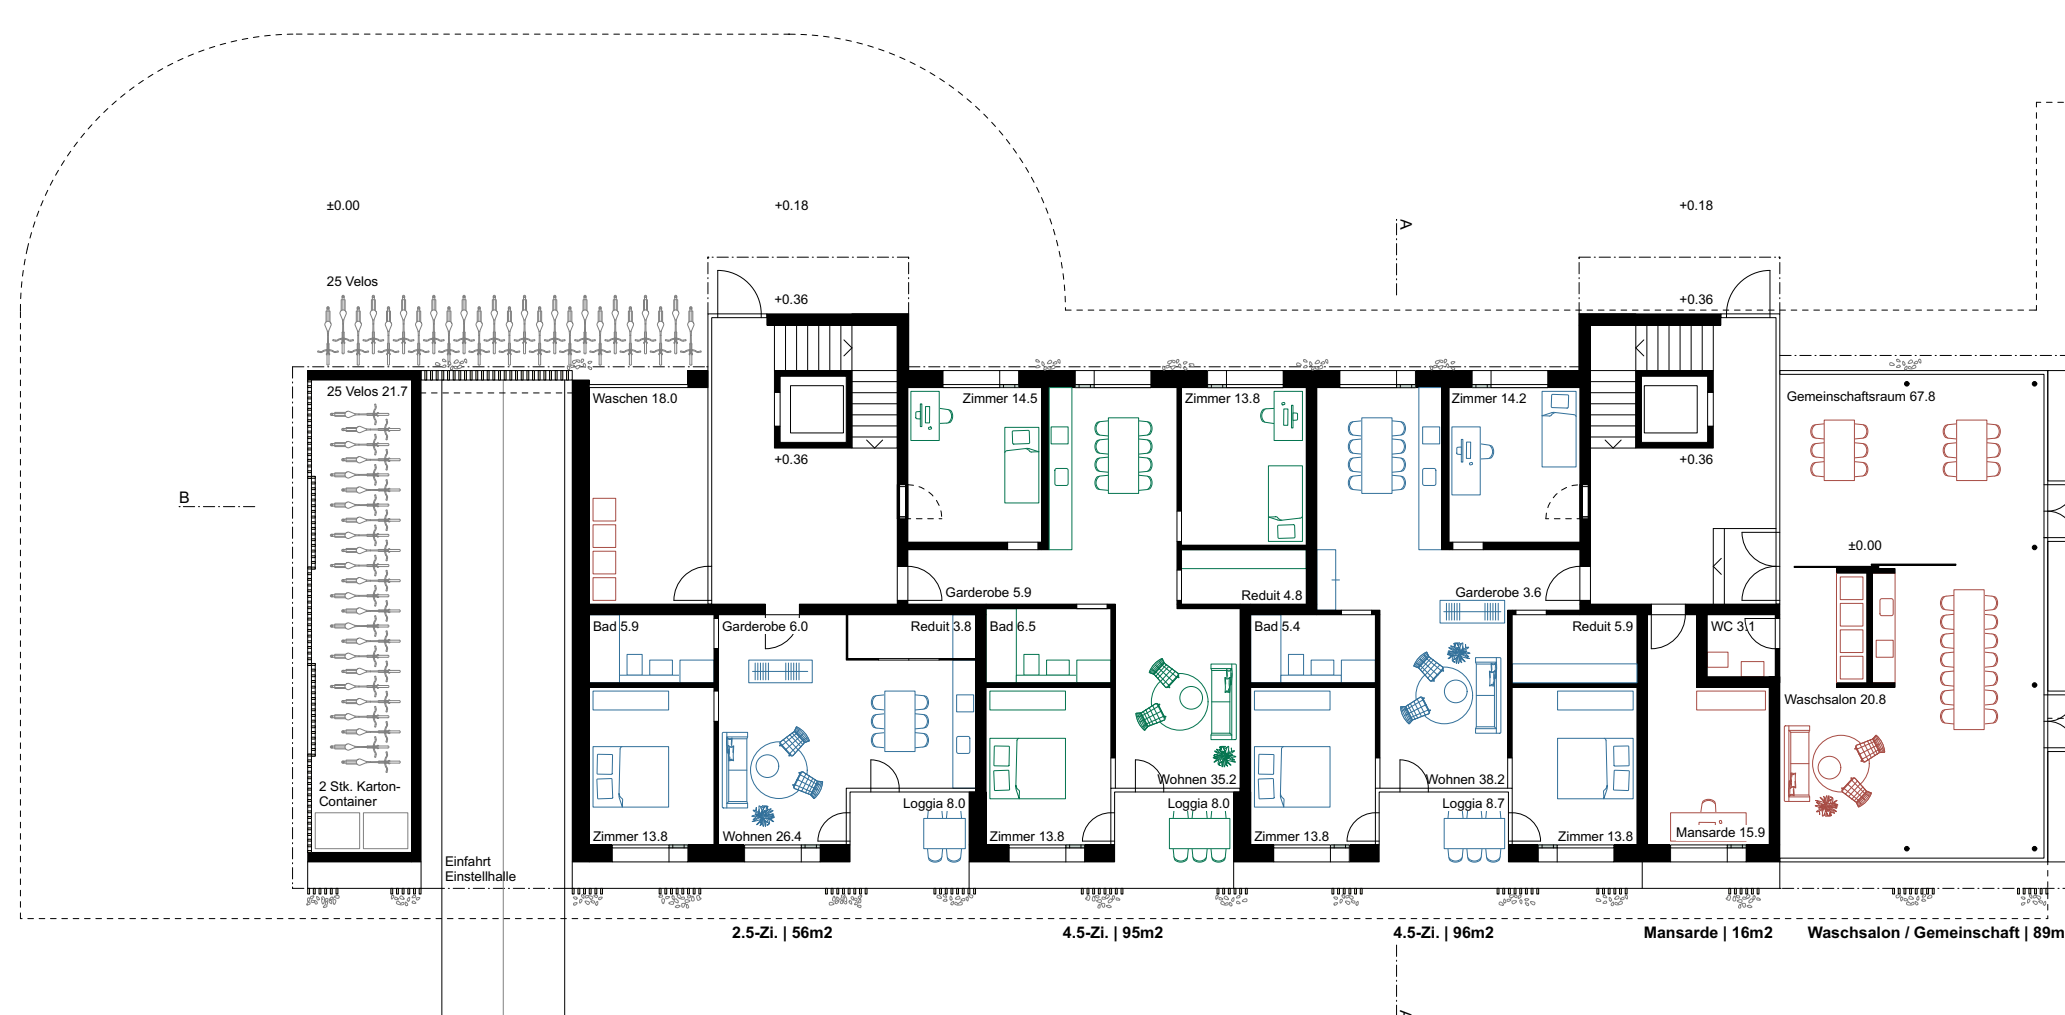 ±0.00
+0.18
+0.18
A
25 Velos
+0.36
+0.36
25 Velos 21.7
Waschen 18.0
Zimmer 14.5
Zimmer 13.8
Zimmer 14.2
Gemeinschaftsraum 67.8
+0.36
+0.36
B
±0.00
Garderobe 5.9
Reduit 4.8
Garderobe 3.6
Bad 5.9
Garderobe 6.0
Reduit 3.8
Bad 6.5
Bad 5.4
Reduit 5.9
WC 3.1
Waschsalon 20.8
2 Stk. Karton-
Container
Wohnen 35.2
Wohnen 38.2
Loggia 8.0
Loggia 8.0
Loggia 8.7
Zimmer 13.8
Wohnen 26.4
Zimmer 13.8
Zimmer 13.8
Zimmer 13.8
Mansarde 15.9
Einfahrt
Einstellhalle
2.5-Zi. | 56m2
4.5-Zi. | 95m2
4.5-Zi. | 96m2
Mansarde | 16m2
Waschsalon / Gemeinschaft | 89m